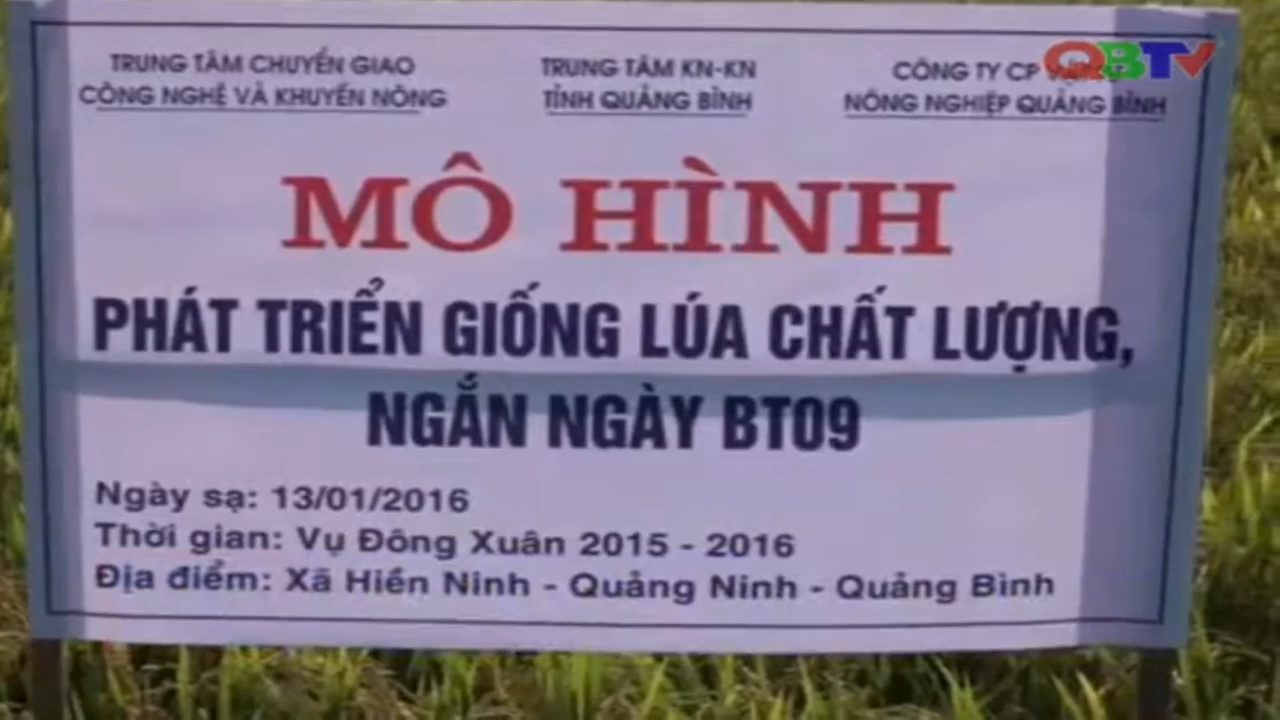 TRUNG TÂM CHUYỂN GIAO
CÔNG NGHỆ VÀ KHUYẾN NÔNG
TRUNG TÂM KN-KN
TỈNH QUẢNG BÌNH
CÔNG TY CP
NÔNG NGHIỆP QUẢNG BÌNH
QBTV
MÔ HÌNH
PHÁT TRIỂN GIỐNG LÚA CHẤT LƯỢNG,
NGẮN NGÀY BT09
Ngày sạ: 13/01/2016
Thời gian: Vụ Đông Xuân 2015 - 2016
Địa điểm: Xã Hiền Ninh - Quảng Ninh - Quảng Bình